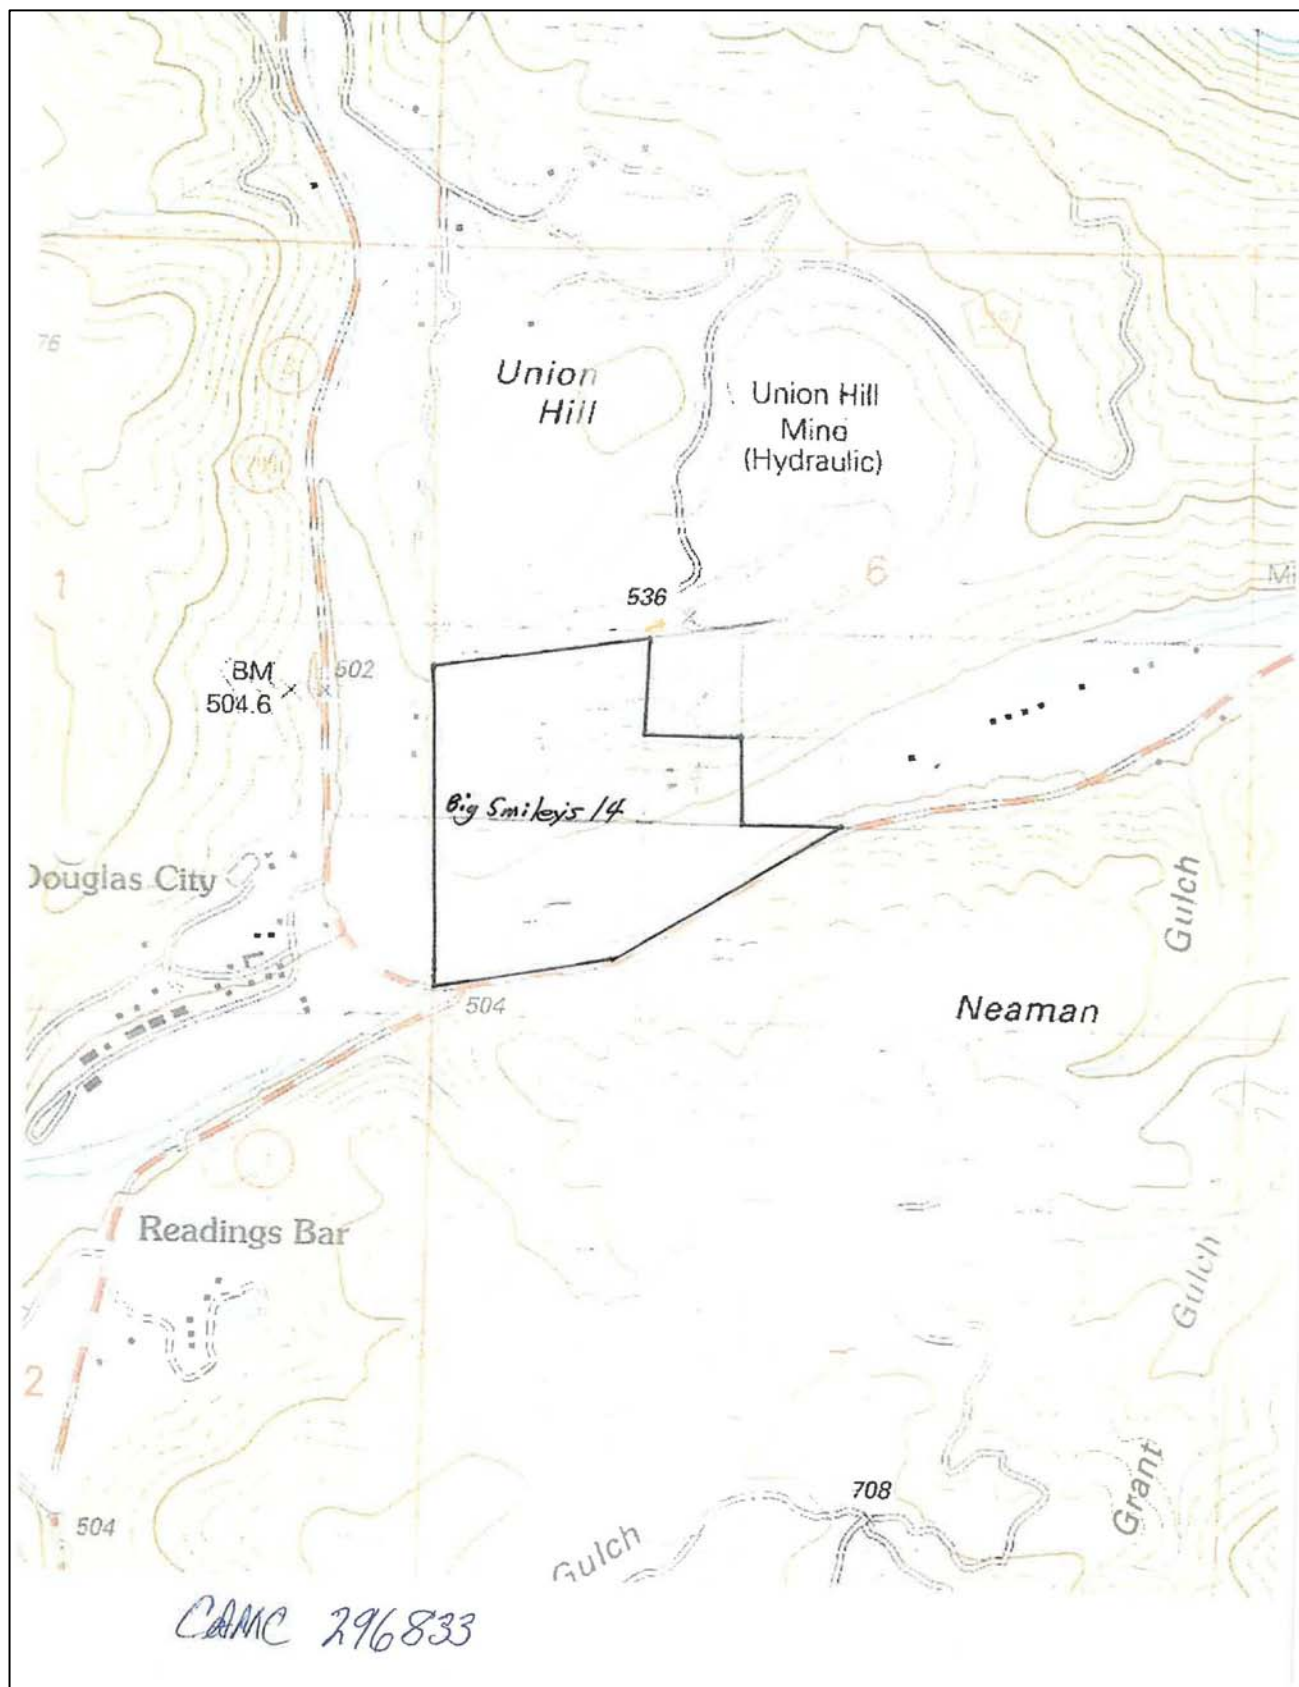 76
Union
Hill
Union Hill
Mine
(Hydraulic)
1
6
536
BM
504.6
502
Big Smiley's 14
Douglas City
504
Gulch
Neaman
Readings Bar
Gulch
2
504
708
Grant
Gulch
CAMC 296833